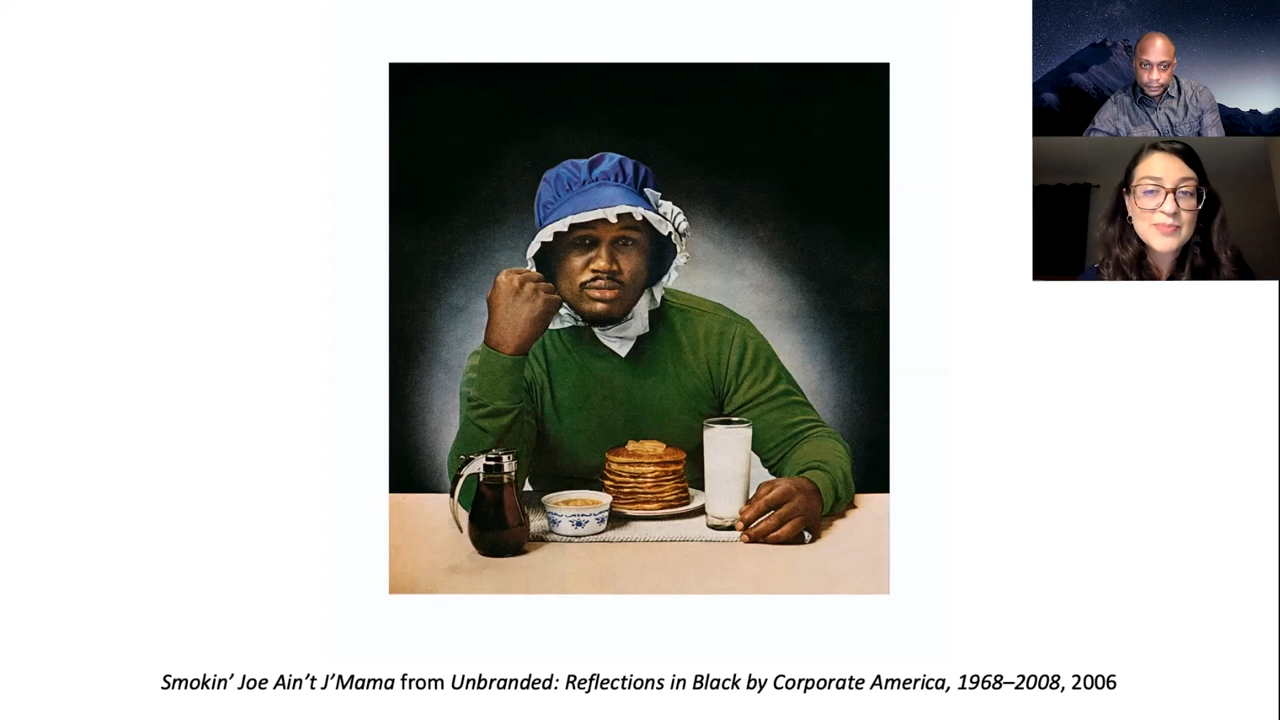 Smokin' Joe Ain't J'Mama from Unbranded: Reflections in Black by Corporate America, 1968–2008, 2006